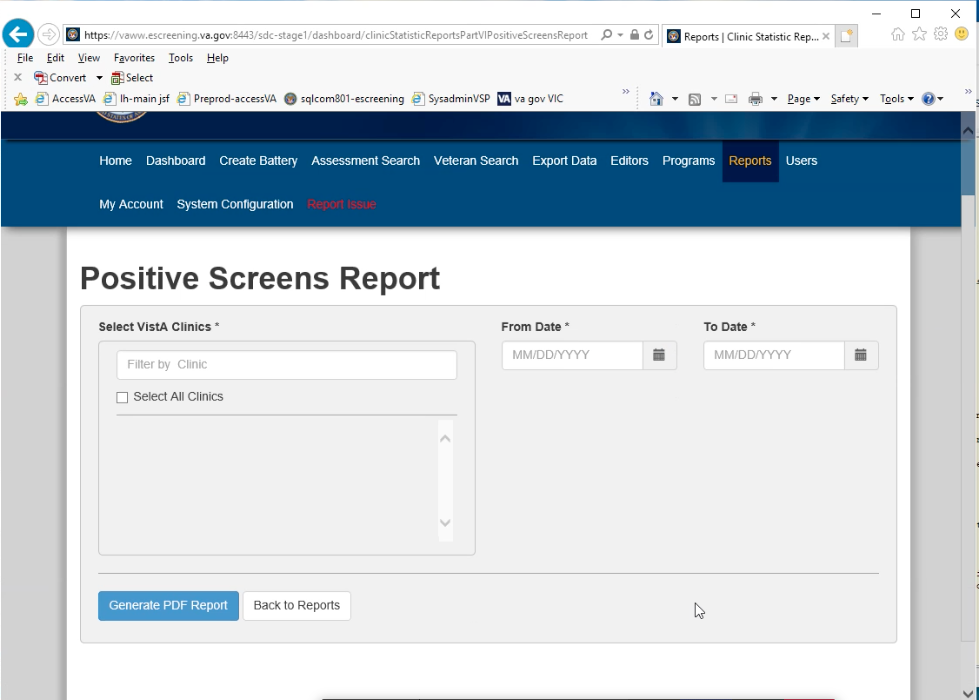 https://vaww.escreening.va.gov:8443/sdc-stage1/dashboard/clinicStatisticReportsPartVIPositiveScreensReport
Reports | Clinic Statistic Rep...
File Edit View Favorites Tools Help
Convert Select
AccessVA lh-main jsf Preprod-accessVA sqlcom801-escreening SysadminVSP VA va gov VIC
Page Safety Tools
Home Dashboard Create Battery Assessment Search Veteran Search Export Data Editors Programs Reports Users
My Account System Configuration Report Issue
Positive Screens Report
Select VistA Clinics * From Date * To Date *
Filter by Clinic MM/DD/YYYY MM/DD/YYYY
Select All Clinics
Generate PDF Report Back to Reports